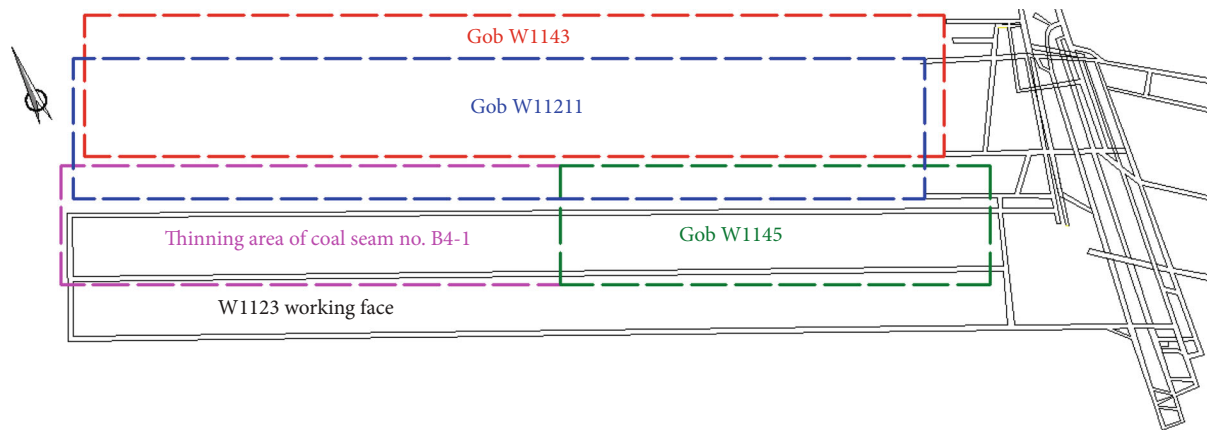 Gob W1143
Gob W11211
Thinning area of coal seam no. B4-1
Gob W1145
W1123 working face